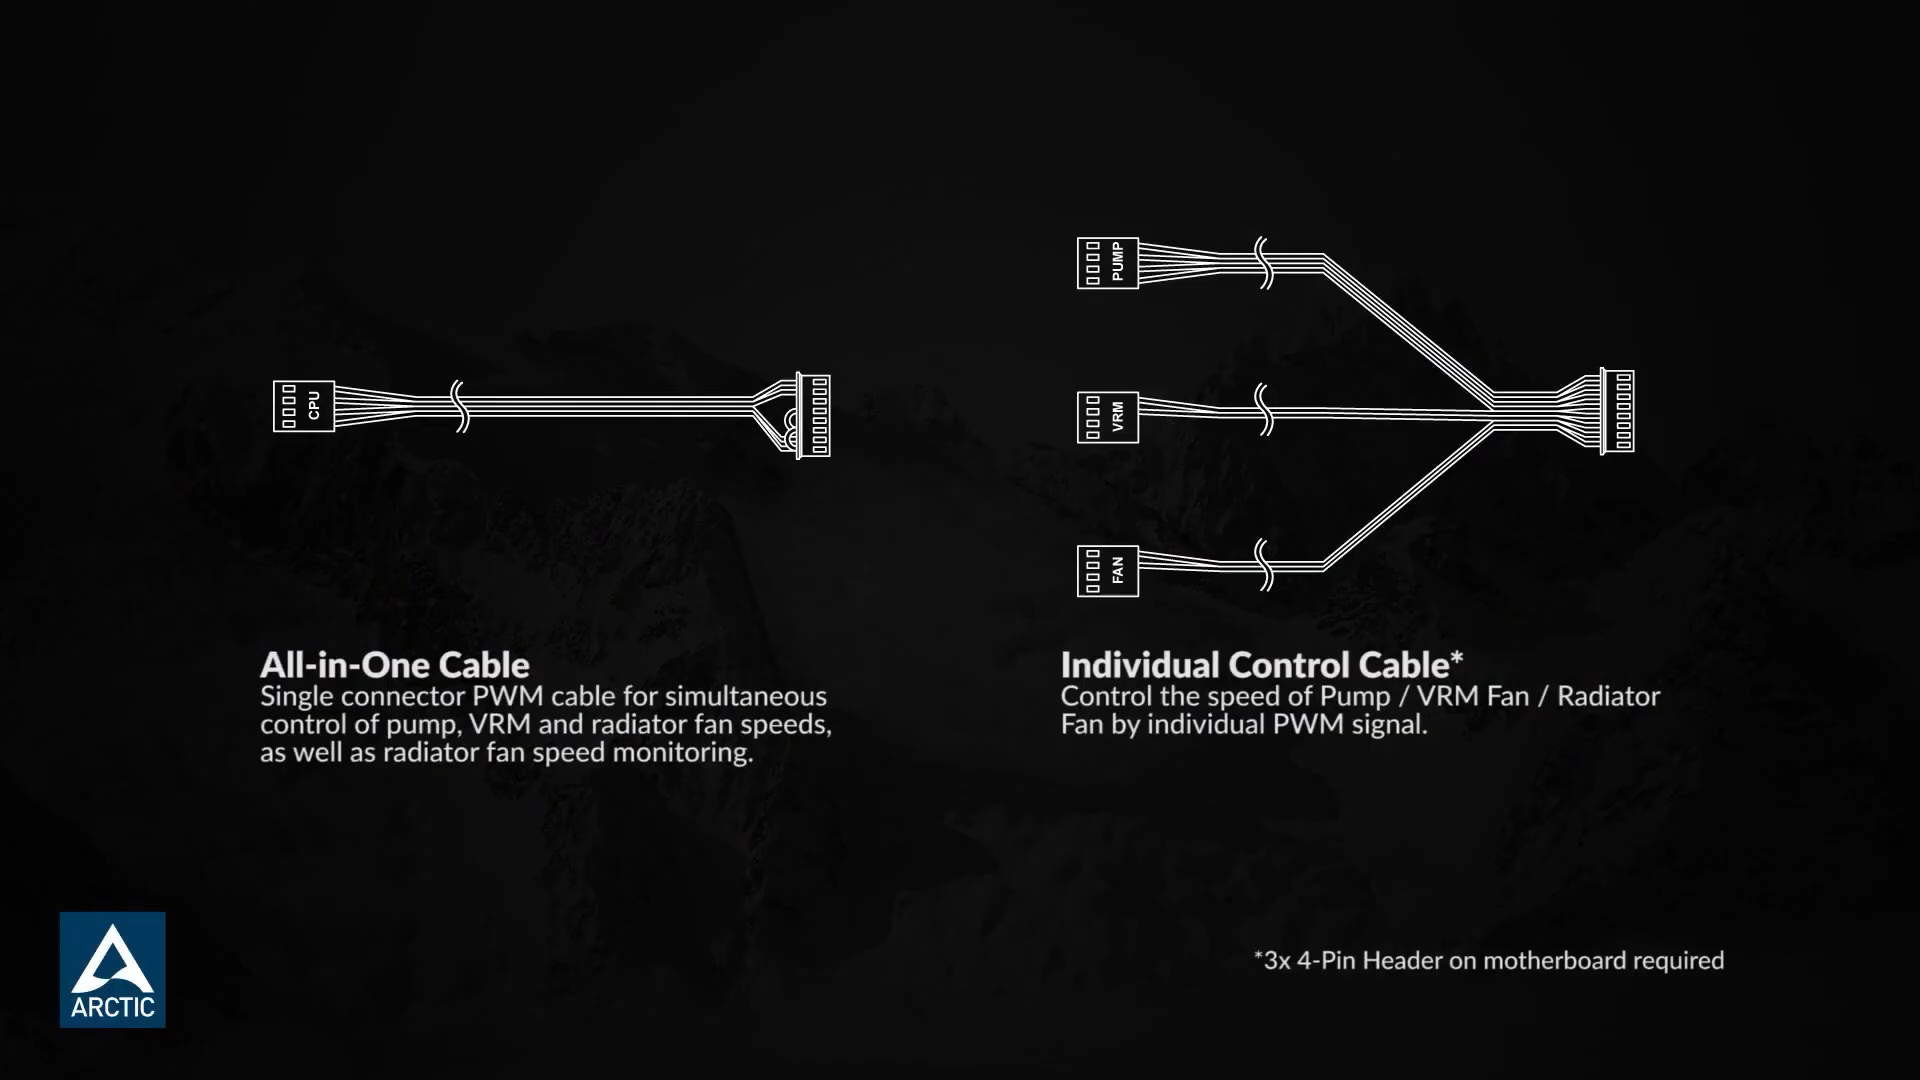 CPU
PUMP
VRM
FAN
All-in-One Cable
Single connector PWM cable for simultaneous
control of pump, VRM and radiator fan speeds,
as well as radiator fan speed monitoring.
Individual Control Cable*
Control the speed of Pump / VRM Fan / Radiator
Fan by individual PWM signal.
*3x 4-Pin Header on motherboard required
ARCTIC